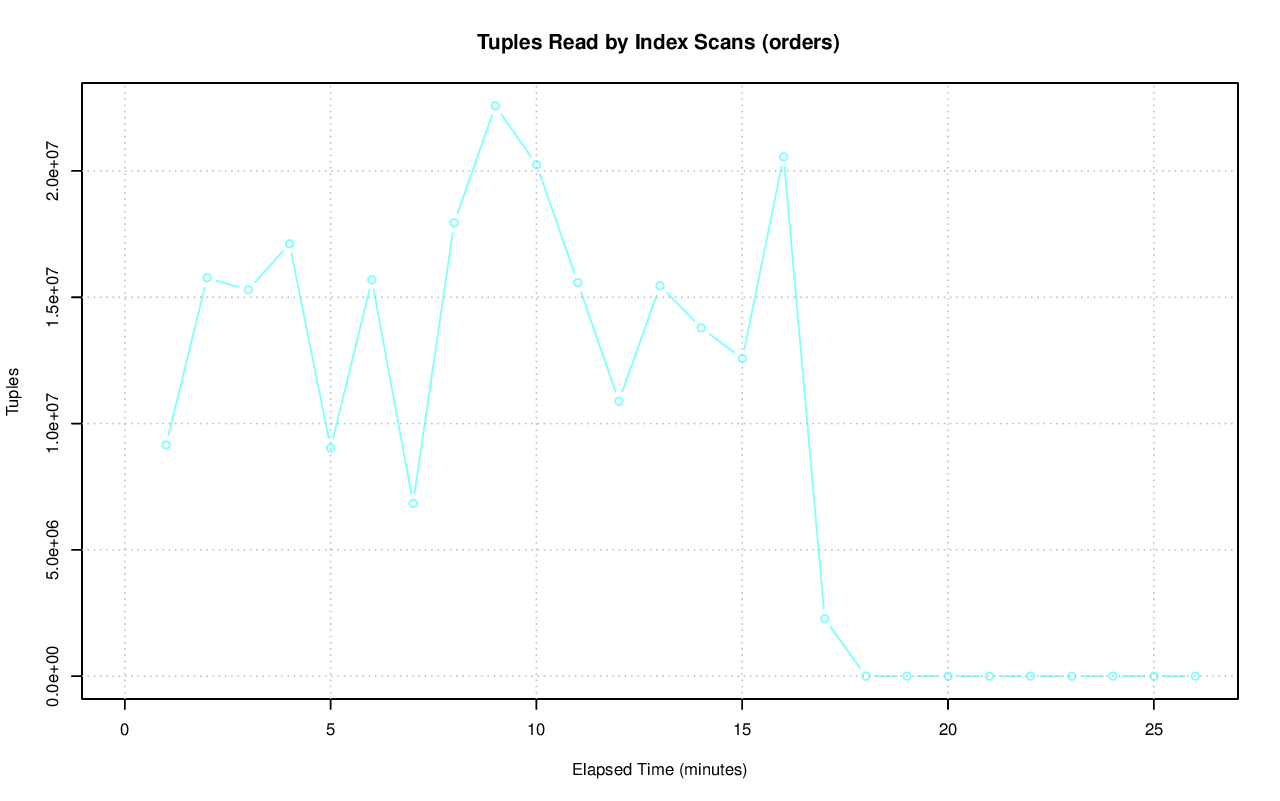 Tuples Read by Index Scans (orders)
Tuples
2.0e+07
1.5e+07
1.0e+07
5.0e+06
0.0e+00
0 5 10 15 20 25
Elapsed Time (minutes)